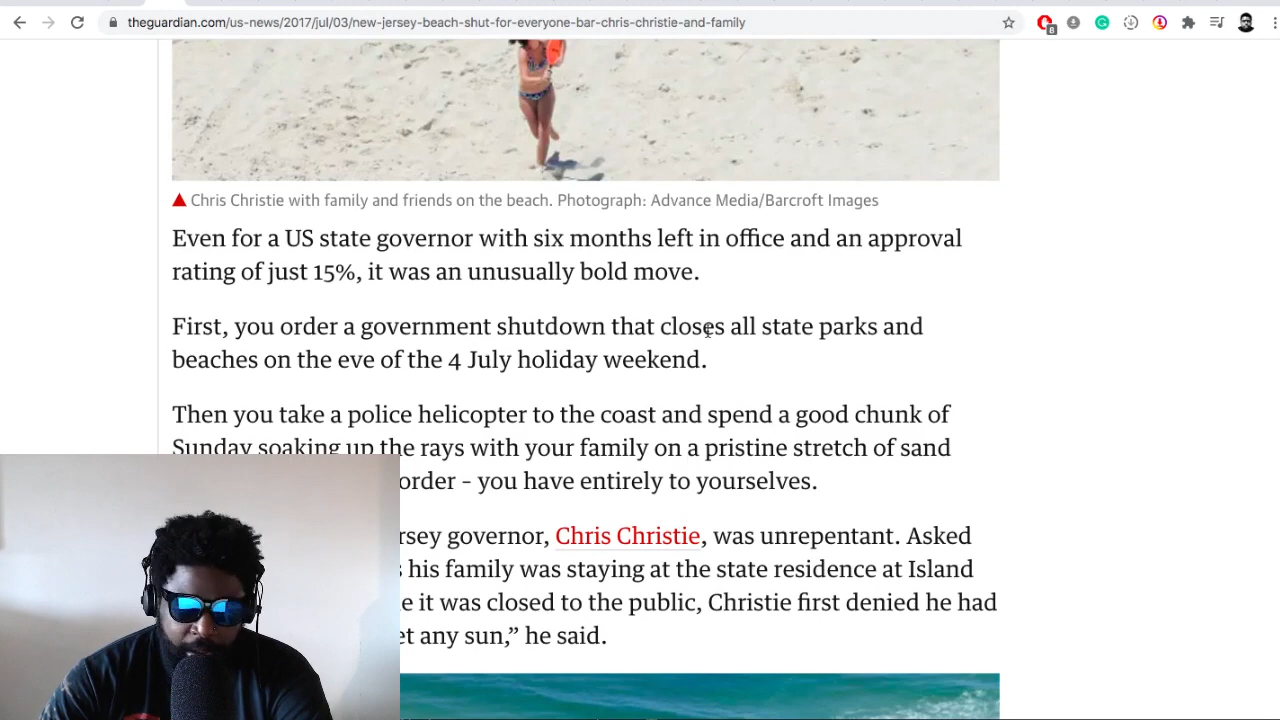 theguardian.com/us-news/2017/jul/03/new-jersey-beach-shut-for-everyone-bar-chris-christie-and-family
8
Chris Christie with family and friends on the beach. Photograph: Advance Media/Barcroft Images
Even for a US state governor with six months left in office and an approval
rating of just 15%, it was an unusually bold move.
First, you order a government shutdown that closes all state parks and
beaches on the eve of the 4 July holiday weekend.
Then you take a police helicopter to the coast and spend a good chunk of
Sunday soaking up the rays with your family on a pristine stretch of sand
order – you have entirely to yourselves.
governor, Chris Christie, was unrepentant. Asked
his family was staying at the state residence at Island
it was closed to the public, Christie first denied he had
any sun,” he said.